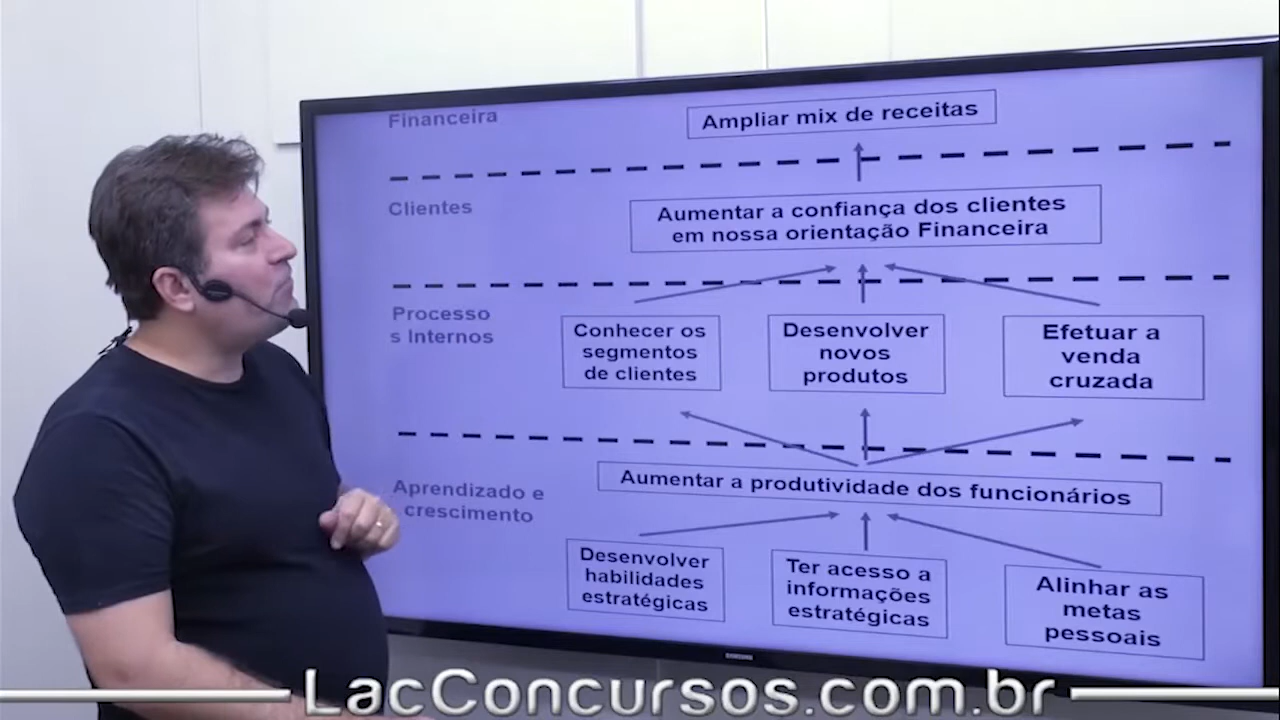 Financeira
Ampliar mix de receitas
Clientes
Aumentar a confiança dos clientes
em nossa orientação Financeira
Processo
s Internos
Conhecer os
segmentos
de clientes
Desenvolver
novos
produtos
Efetuar a
venda
cruzada
Aprendizado e
crescimento
Aumentar a produtividade dos funcionários
Desenvolver
habilidades
estratégicas
Ter acesso a
informações
estratégicas
Alinhar as
metas
pessoais
SAMSUNG
LacConcursos.com.br